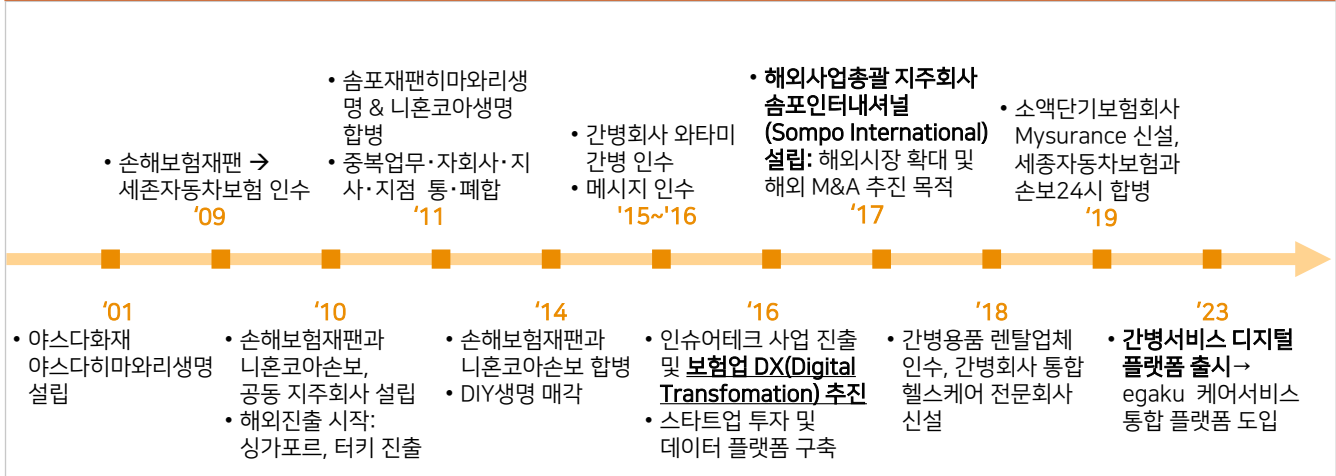 • 손해보험재팬 →
세존자동차보험 인수
‘09
• 솜포재팬히마와리생
명 & 니혼코아생명
합병
• 중복업무·자회사·지
사·지점 통·폐합
‘11
• 간병회사 와타미
간병 인수
• 메시지 인수
'15~'16
• 해외사업총괄 지주회사
솜포인터내셔널
(Sompo International)
설립: 해외시장 확대 및
해외 M&A 추진 목적
‘17
• 소액단기보험회사
Mysurance 신설,
세종자동차보험과
손보24시 합병
‘19
‘01
• 야스다화재
야스다히마와리생명
설립
‘10
• 손해보험재팬과
니혼코아손보,
공동 지주회사 설립
• 해외진출 시작:
싱가포르, 터키 진출
‘14
• 손해보험재팬과
니혼코아손보 합병
• DIY생명 매각
‘16
• 인슈어테크 사업 진출
및 보험업 DX(Digital
Transfomation) 추진
• 스타트업 투자 및
데이터 플랫폼 구축
‘18
• 간병용품 렌탈업체
인수, 간병회사 통합
헬스케어 전문회사
신설
‘23
• 간병서비스 디지털
플랫폼 출시→
egaku 케어서비스
통합 플랫폼 도입